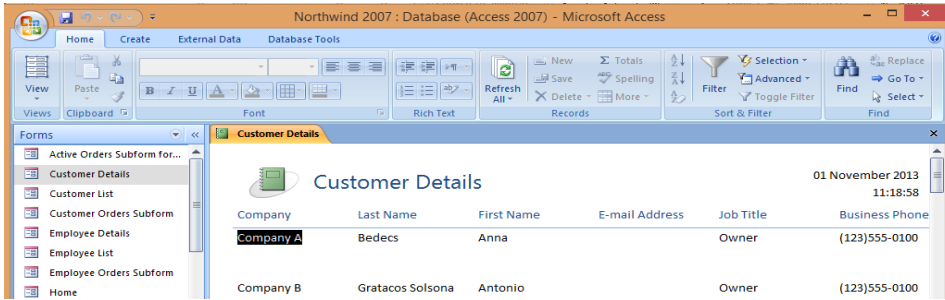 Northwind 2007 : Database (Access 2007) - Microsoft Access
Home Create External Data Database Tools
View Paste B I U A Refresh All New Save Delete Totals Spelling More Filter Selection Advanced Toggle Filter Find Replace Go To Select
Views Clipboard Font Rich Text Records Sort & Filter Find
Forms
Active Orders Subform for...
Customer Details
Customer List
Customer Orders Subform
Employee Details
Employee List
Employee Orders Subform
Home
Customer Details
Customer Details
01 November 2013
11:18:58
Company Last Name First Name E-mail Address Job Title Business Phone
Company A Bedecs Anna Owner (123)555-0100
Company B Gratacos Solsona Antonio Owner (123)555-0100